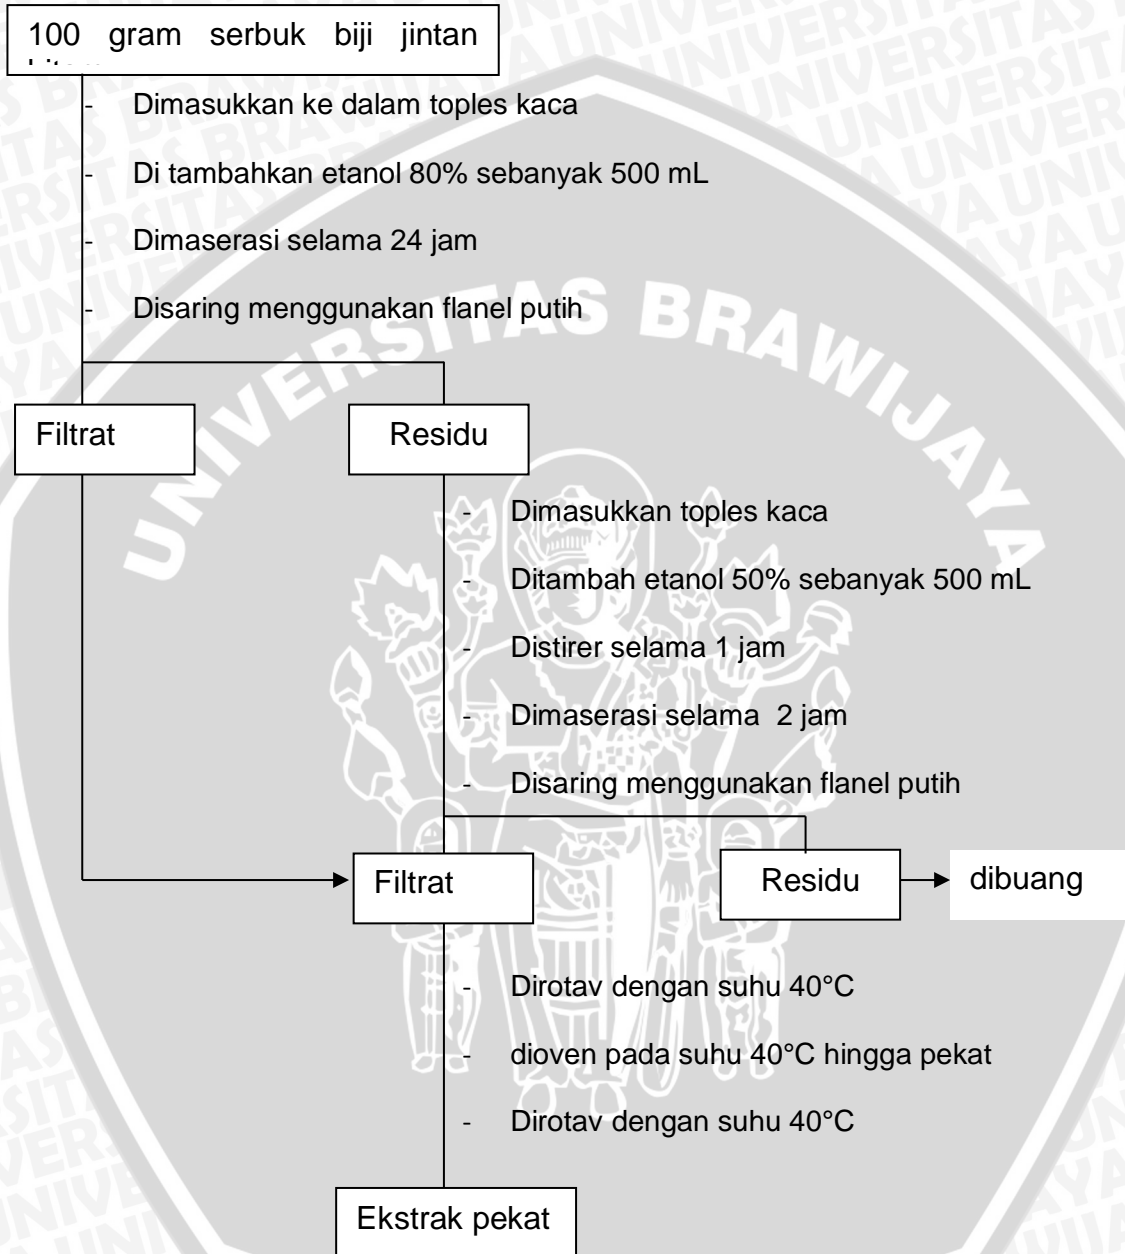 100 gram serbuk biji jintan
- Dimasukkan ke dalam toples kaca
- Di tambahkan etanol 80% sebanyak 500 mL
- Dimaserasi selama 24 jam
- Disaring menggunakan flanel putih
UNIVERSITAS BRAWIJAYA
Filtrat
Residu
- Dimasukkan toples kaca
- Ditambah etanol 50% sebanyak 500 mL
- Distirer selama 1 jam
- Dimaserasi selama 2 jam
- Disaring menggunakan flanel putih
Filtrat
Residu
dibuang
- Dirotav dengan suhu 40°C
- dioven pada suhu 40°C hingga pekat
- Dirotav dengan suhu 40°C
Ekstrak pekat